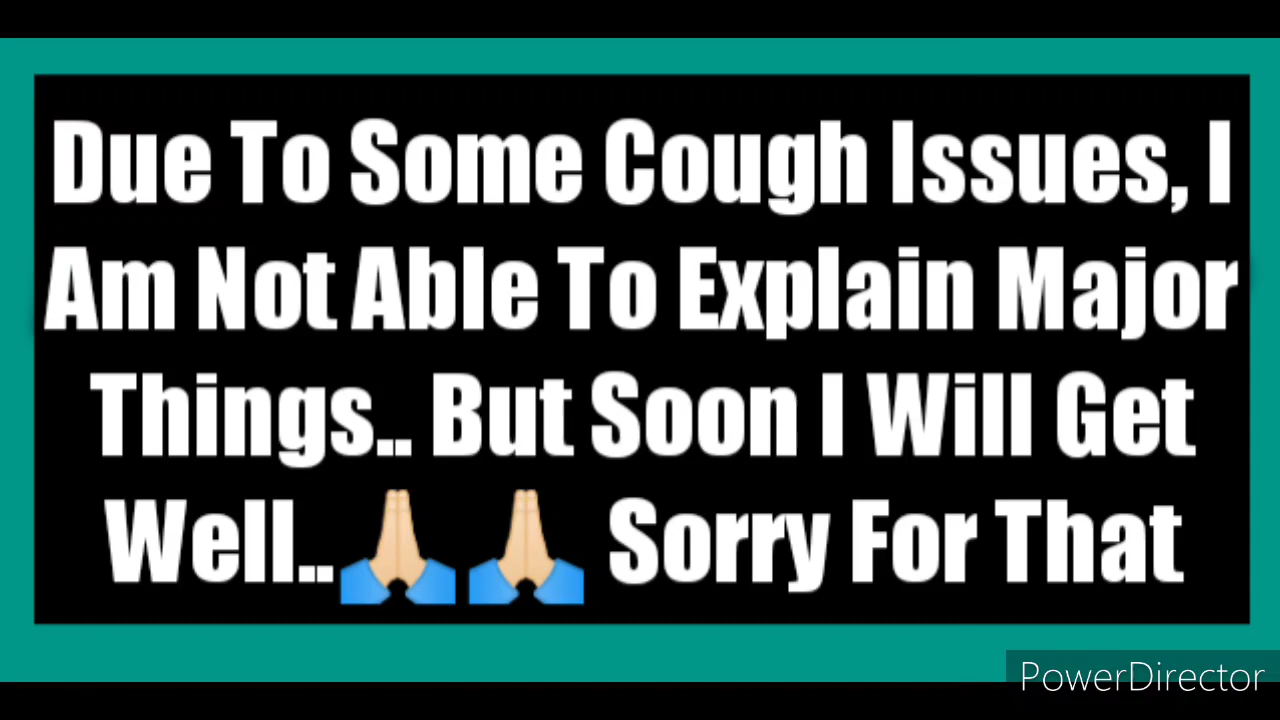 Due To Some Cough Issues, I
Am Not Able To Explain Major
Things.. But Soon I Will Get
Well..🙏🏻🙏🏻 Sorry For That
PowerDirector